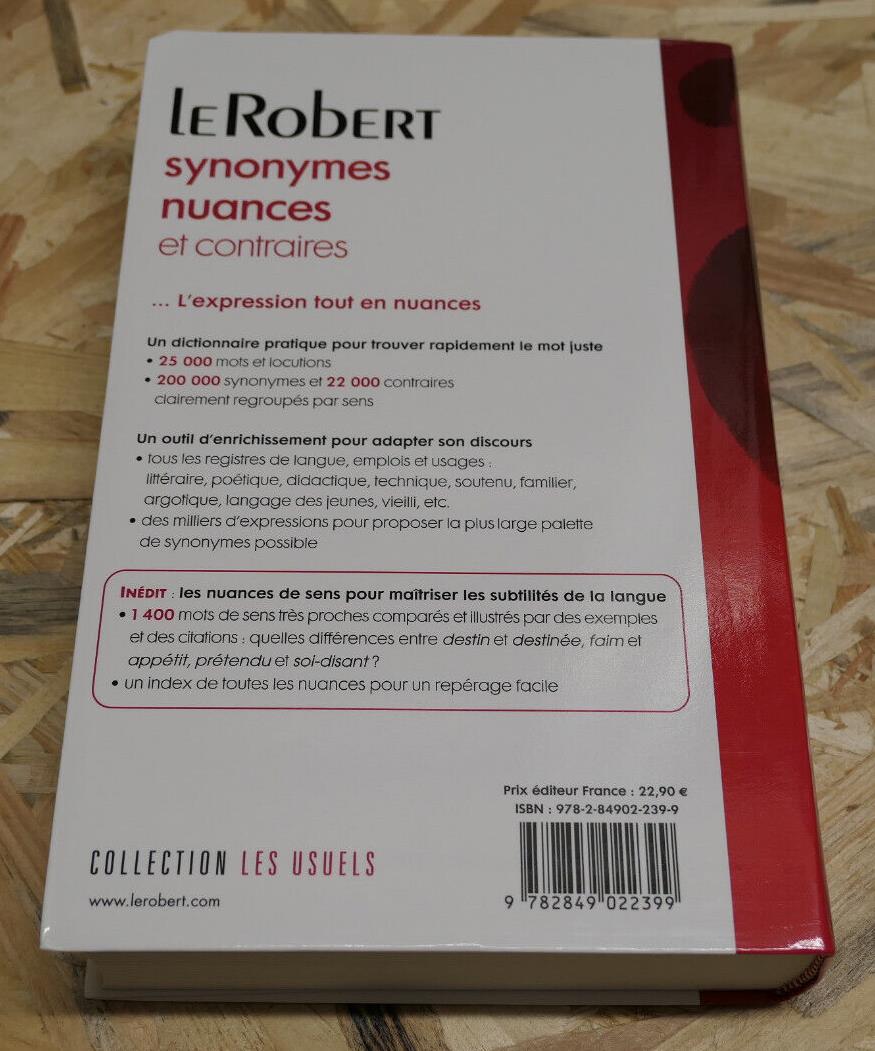 le Robert
synonymes
nuances
et contraires
... L'expression tout en nuances
Un dictionnaire pratique pour trouver rapidement le mot juste
• 25 000 mots et locutions
• 200 000 synonymes et 22 000 contraires
clairement regroupés par sens
Un outil d'enrichissement pour adapter son discours
• tous les registres de langue, emplois et usages :
littéraire, poétique, didactique, technique, soutenu, familier,
argotique, langage des jeunes, vieilli, etc.
• des milliers d'expressions pour proposer la plus large palette
de synonymes possible
INÉDIT : les nuances de sens pour maîtriser les subtilités de la langue
• 1 400 mots de sens très proches comparés et illustrés par des exemples
et des citations : quelles différences entre destin et destinée, faim et
appétit, prétendu et soi-disant ?
• un index de toutes les nuances pour un repérage facile
Prix éditeur France : 22,90 €
ISBN : 978-2-84902-239-9
9 782849 022399
COLLECTION LES USUELS
www.lerobert.com